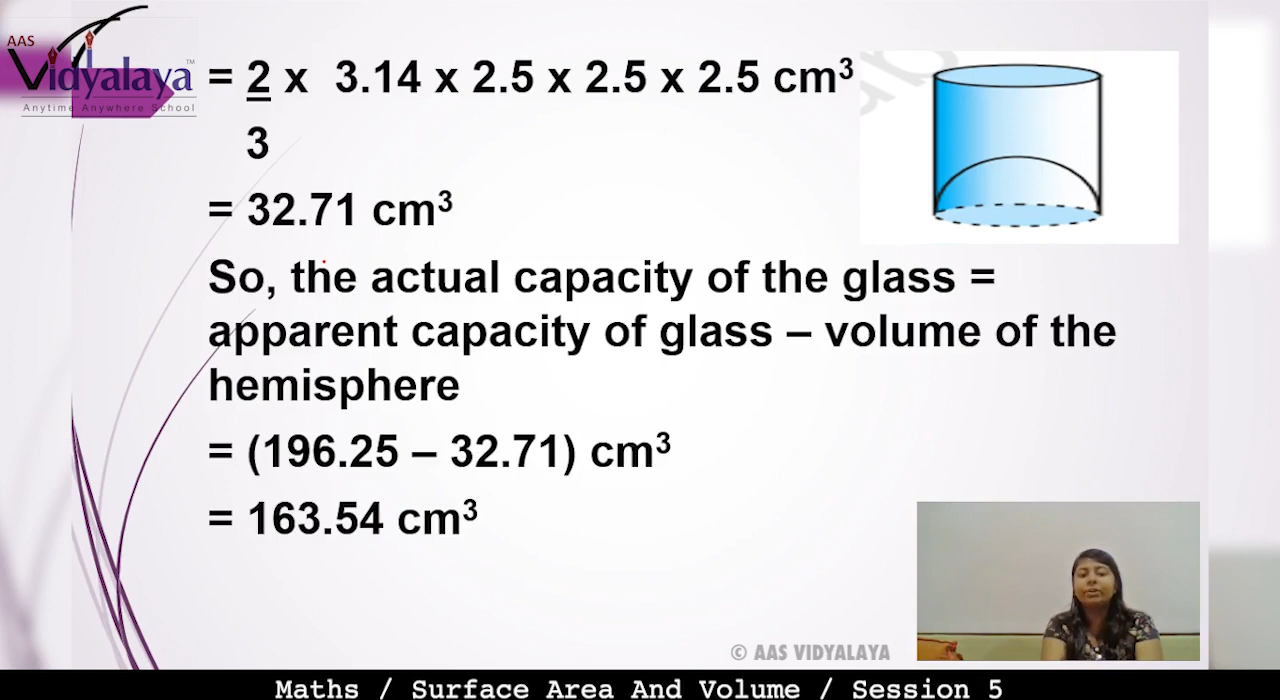 AAS
Vidyalaya™
Anytime Anywhere School
= 2 x 3.14 x 2.5 x 2.5 x 2.5 cm³
3
= 32.71 cm³
So, the actual capacity of the glass =
apparent capacity of glass – volume of the
hemisphere
= (196.25 – 32.71) cm³
= 163.54 cm³
© AAS VIDYALAYA
Maths / Surface Area And Volume / Session 5